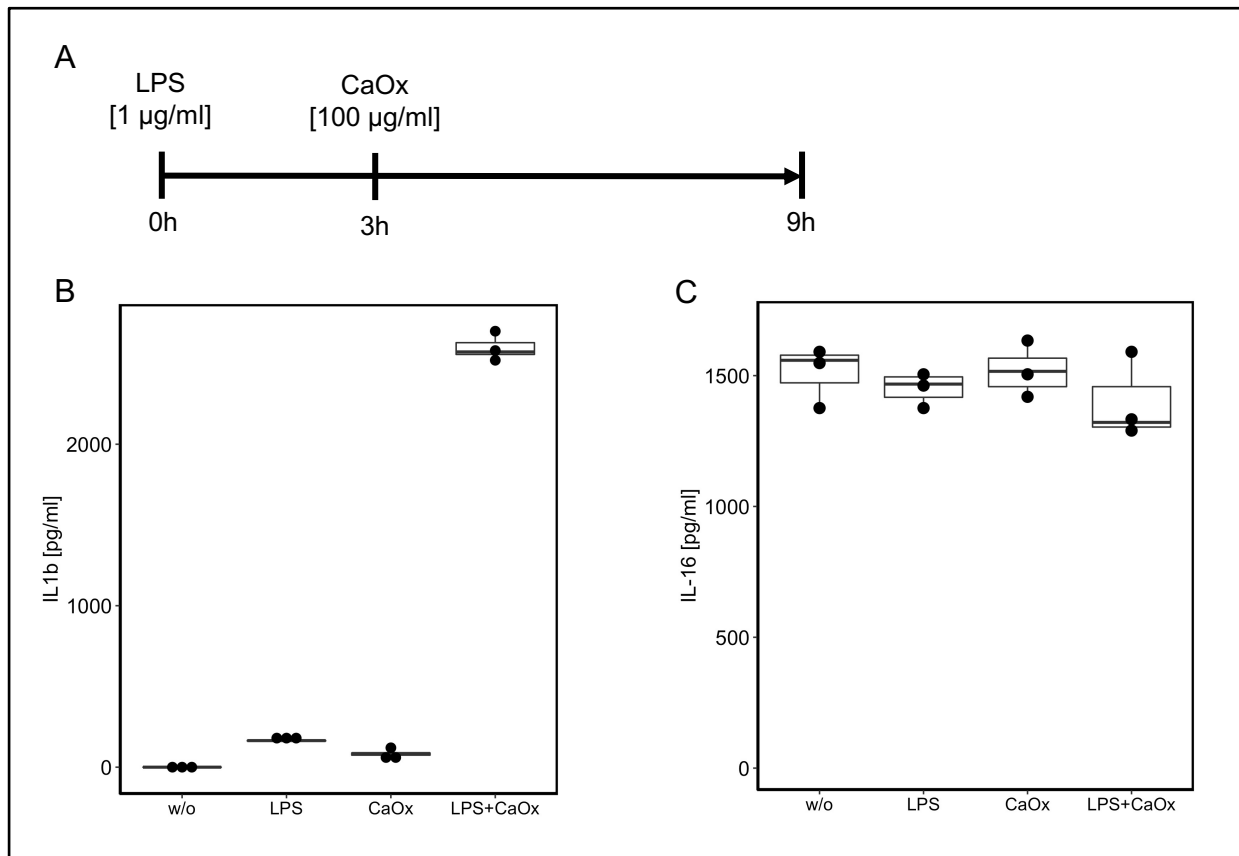 A
LPS
[1 µg/ml]
CaOx
[100 µg/ml]
0h
3h
9h
B
IL1b [pg/ml]
2000
1000
0
w/o
LPS
CaOx
LPS+CaOx
C
IL-16 [pg/ml]
1500
1000
500
0
w/o
LPS
CaOx
LPS+CaOx